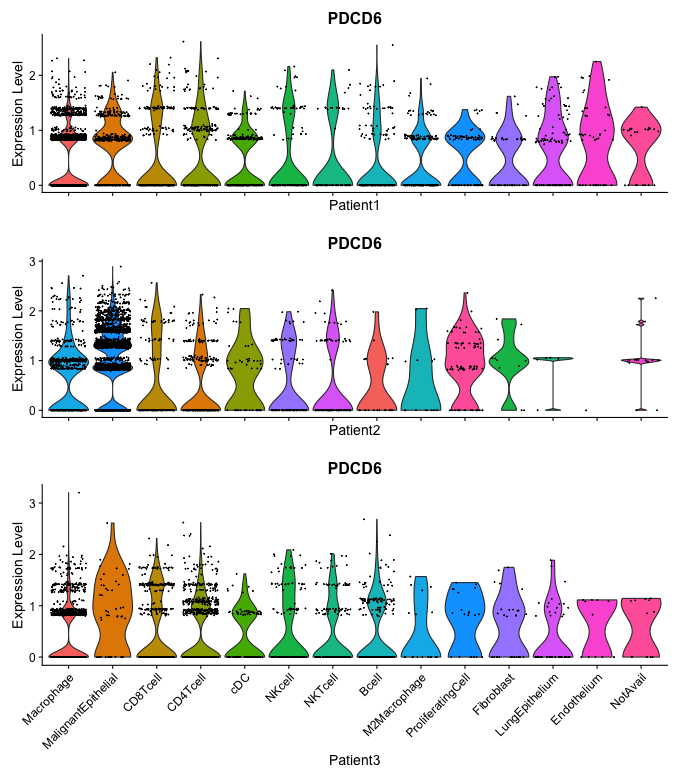 PDCD6
Expression Level
2
1
0
Patient1
PDCD6
Expression Level
3
2
1
0
Patient2
PDCD6
Expression Level
3
2
1
0
Macrophage
MalignantEpithelial
CD8Tcell
CD4Tcell
cDC
NKcell
NKTcell
Bcell
M2Macrophage
ProliferatingCell
Fibroblast
LungEpithelium
Endothelium
NotAvail
Patient3